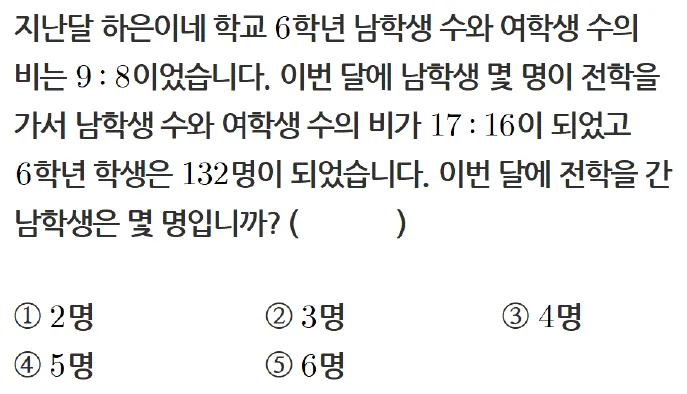 지난달 하은이네 학교 6학년 남학생 수와 여학생 수의
비는 9 : 8이었습니다. 이번 달에 남학생 몇 명이 전학을
가서 남학생 수와 여학생 수의 비가 17 : 16이 되었고
6학년 학생은 132명이 되었습니다. 이번 달에 전학을 간
남학생은 몇 명입니까? ( )
① 2명 ② 3명 ③ 4명
④ 5명 ⑤ 6명